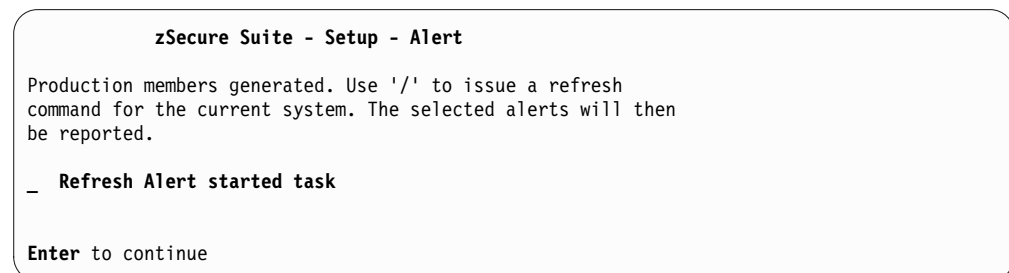 zSecure Suite - Setup - Alert
Production members generated. Use '/' to issue a refresh
command for the current system. The selected alerts will then
be reported.
_ Refresh Alert started task
Enter to continue